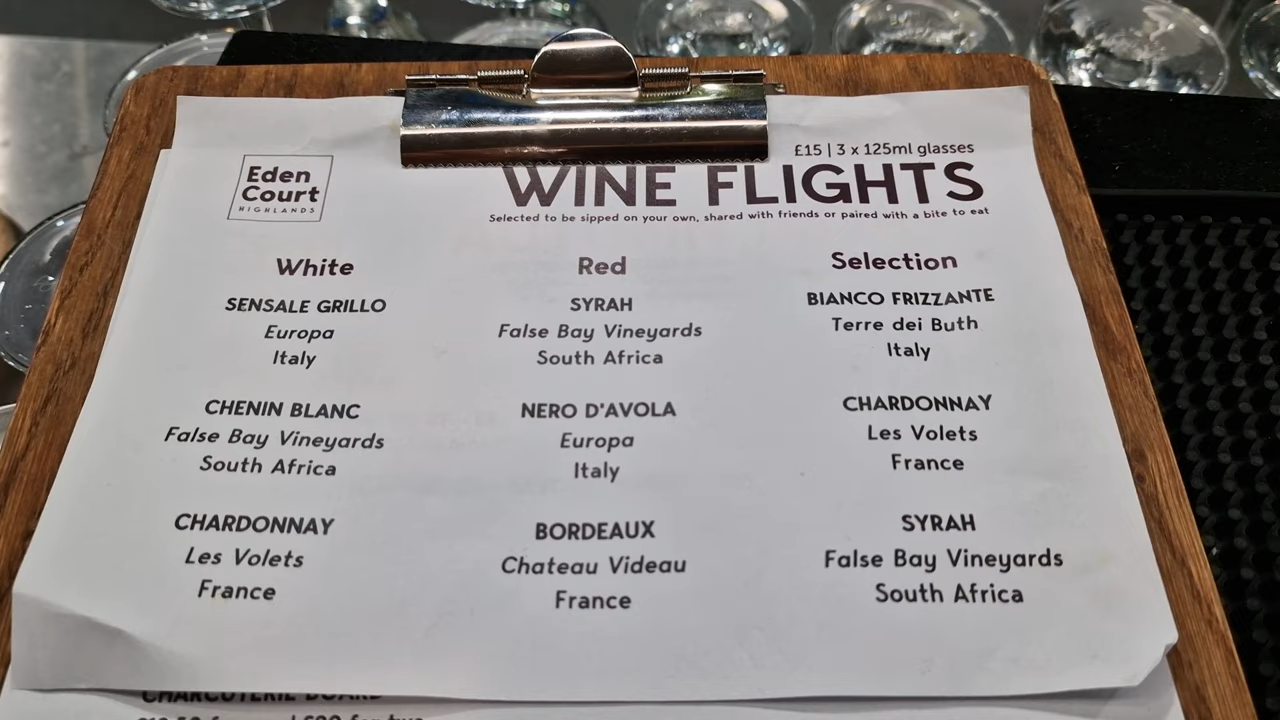 Eden
Court
HIGHLANDS
£15 | 3 x 125ml glasses
WINE FLIGHTS
Selected to be sipped on your own, shared with friends or paired with a bite to eat
White
SENSALE GRILLO
Europa
Italy
CHENIN BLANC
False Bay Vineyards
South Africa
CHARDONNAY
Les Volets
France
Red
SYRAH
False Bay Vineyards
South Africa
NERO D'AVOLA
Europa
Italy
BORDEAUX
Chateau Videau
France
Selection
BIANCO FRIZZANTE
Terre dei Buth
Italy
CHARDONNAY
Les Volets
France
SYRAH
False Bay Vineyards
South Africa
CHARCUTERIE BOARD